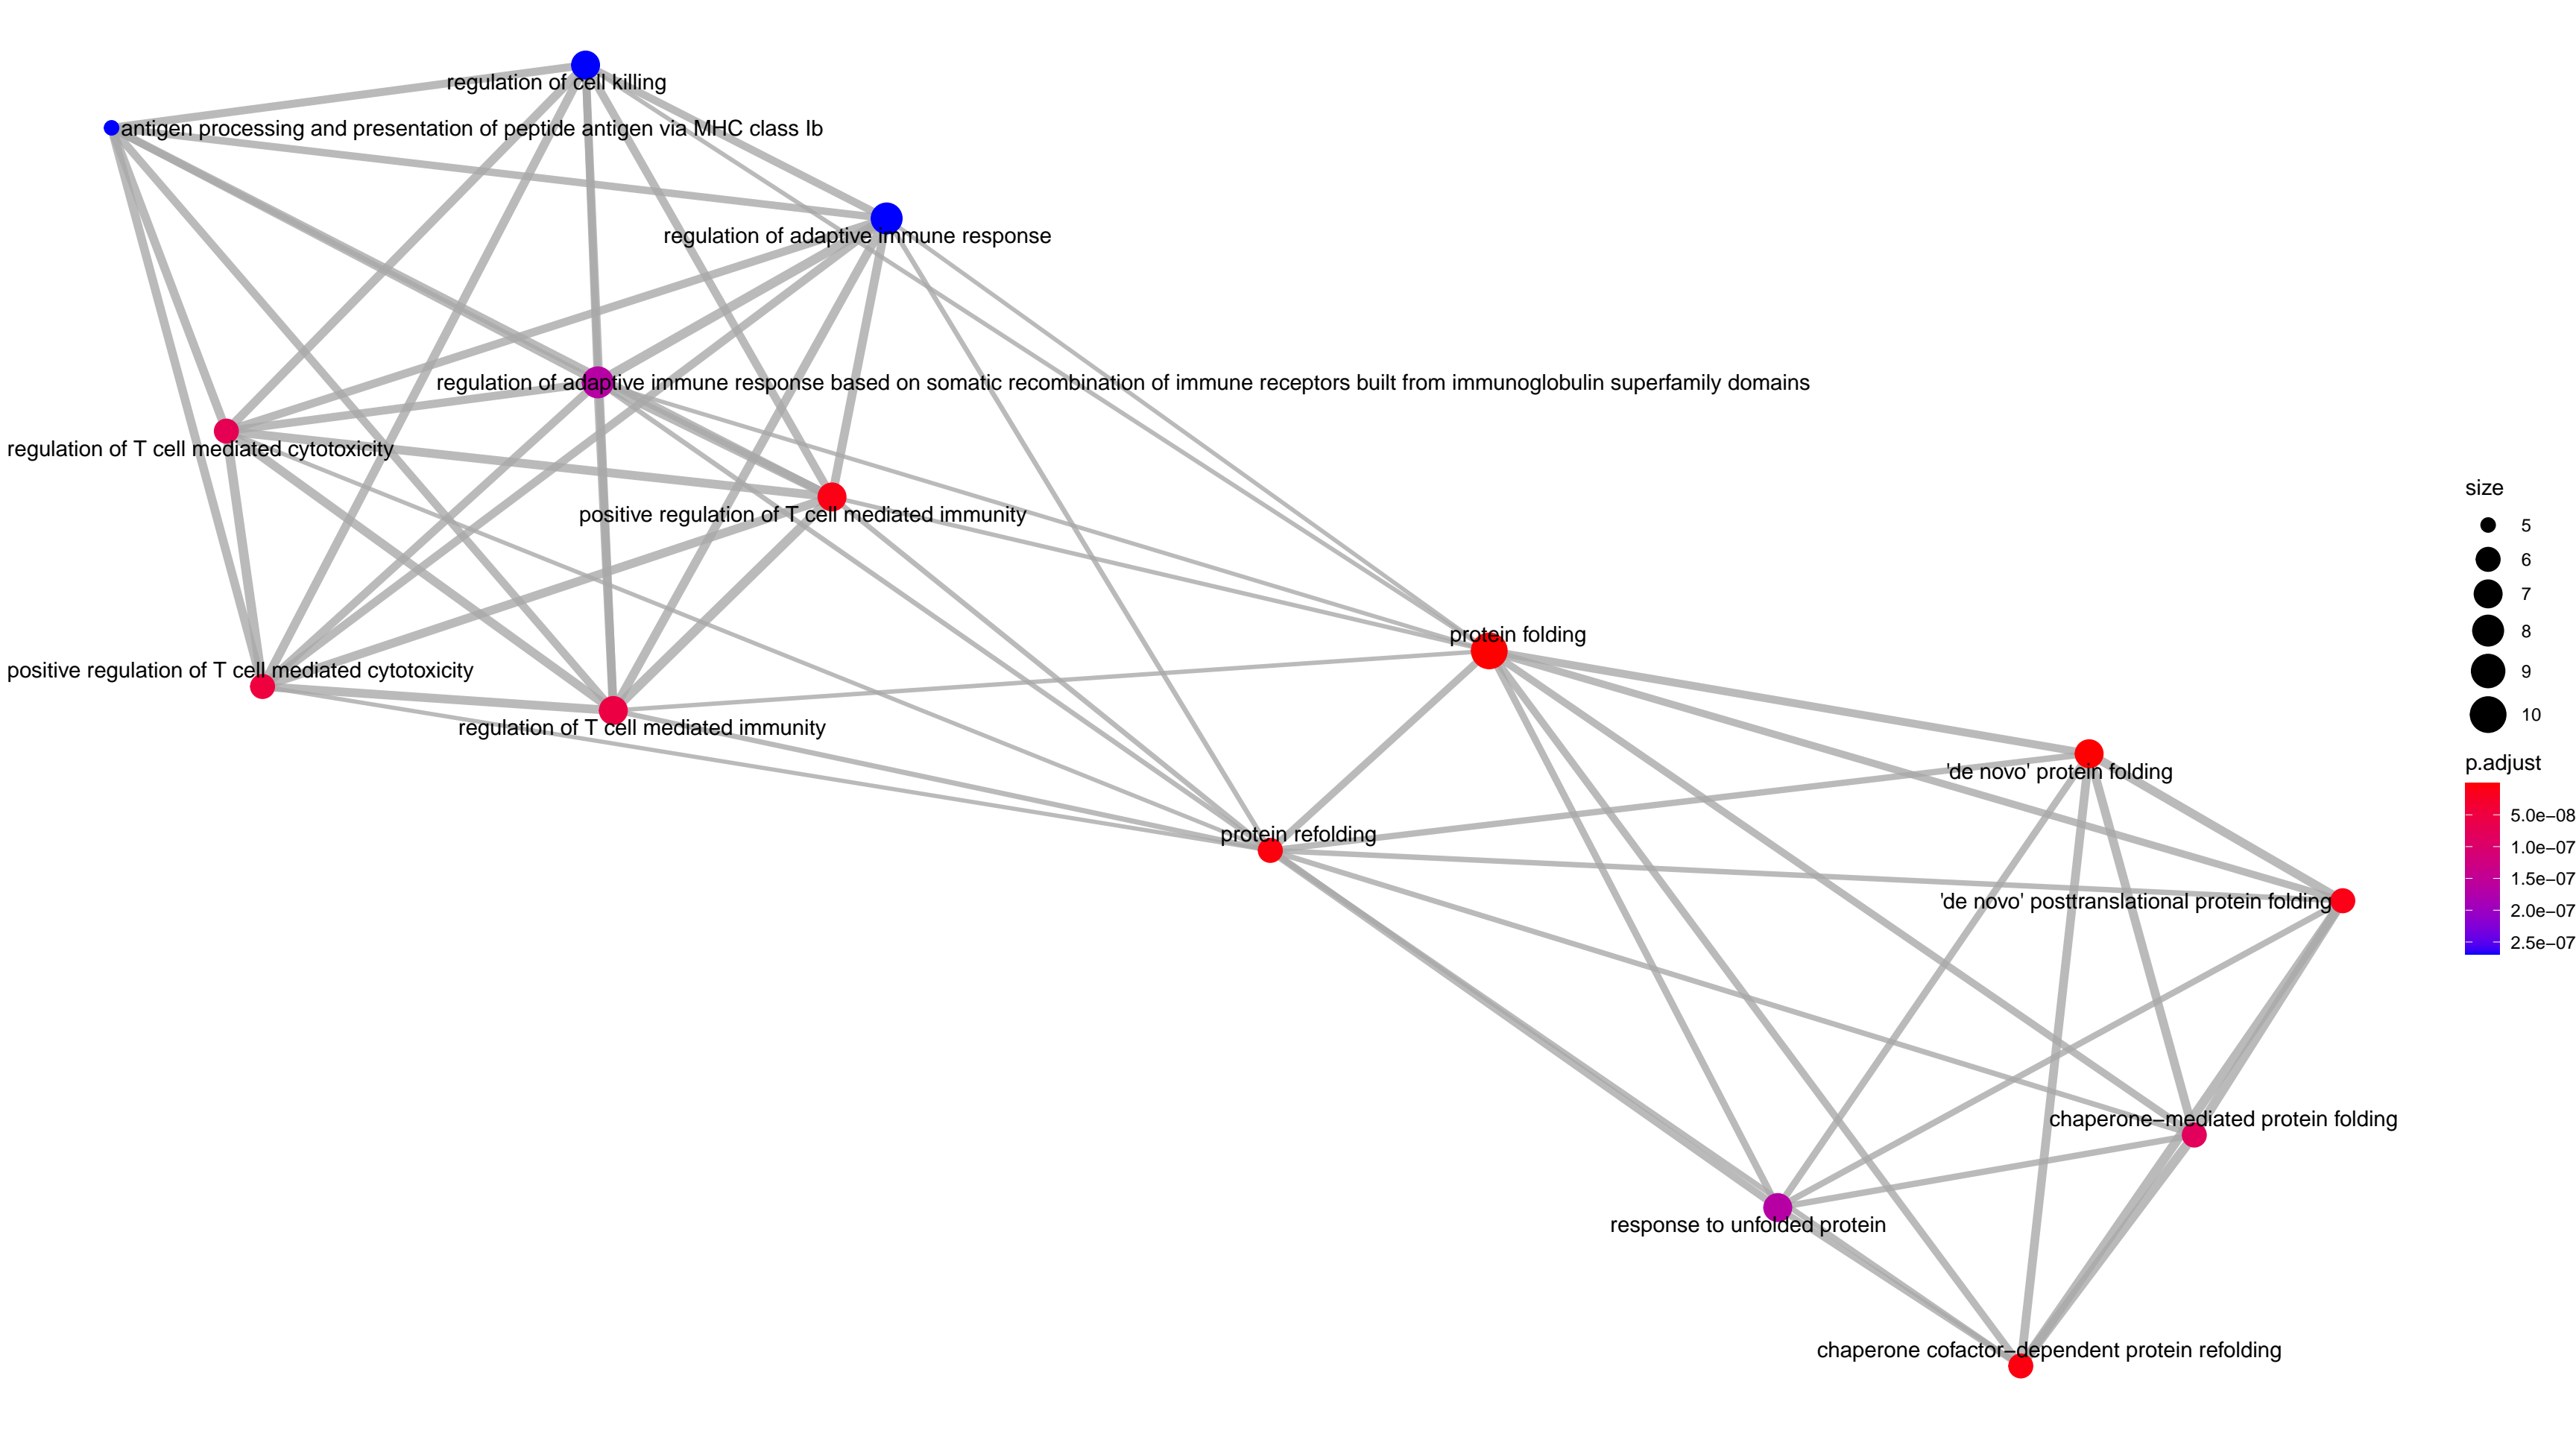 regulation of cell killing
antigen processing and presentation of peptide antigen via MHC class Ib
regulation of adaptive immune response
regulation of adaptive immune response based on somatic recombination of immune receptors built from immunoglobulin superfamily domains
regulation of T cell mediated cytotoxicity
positive regulation of T cell mediated immunity
protein folding
positive regulation of T cell mediated cytotoxicity
regulation of T cell mediated immunity
'de novo' protein folding
protein refolding
'de novo' posttranslational protein folding
chaperone−mediated protein folding
response to unfolded protein
chaperone cofactor−dependent protein refolding
size
5
6
7
8
9
10
p.adjust
5.0e−08
1.0e−07
1.5e−07
2.0e−07
2.5e−07